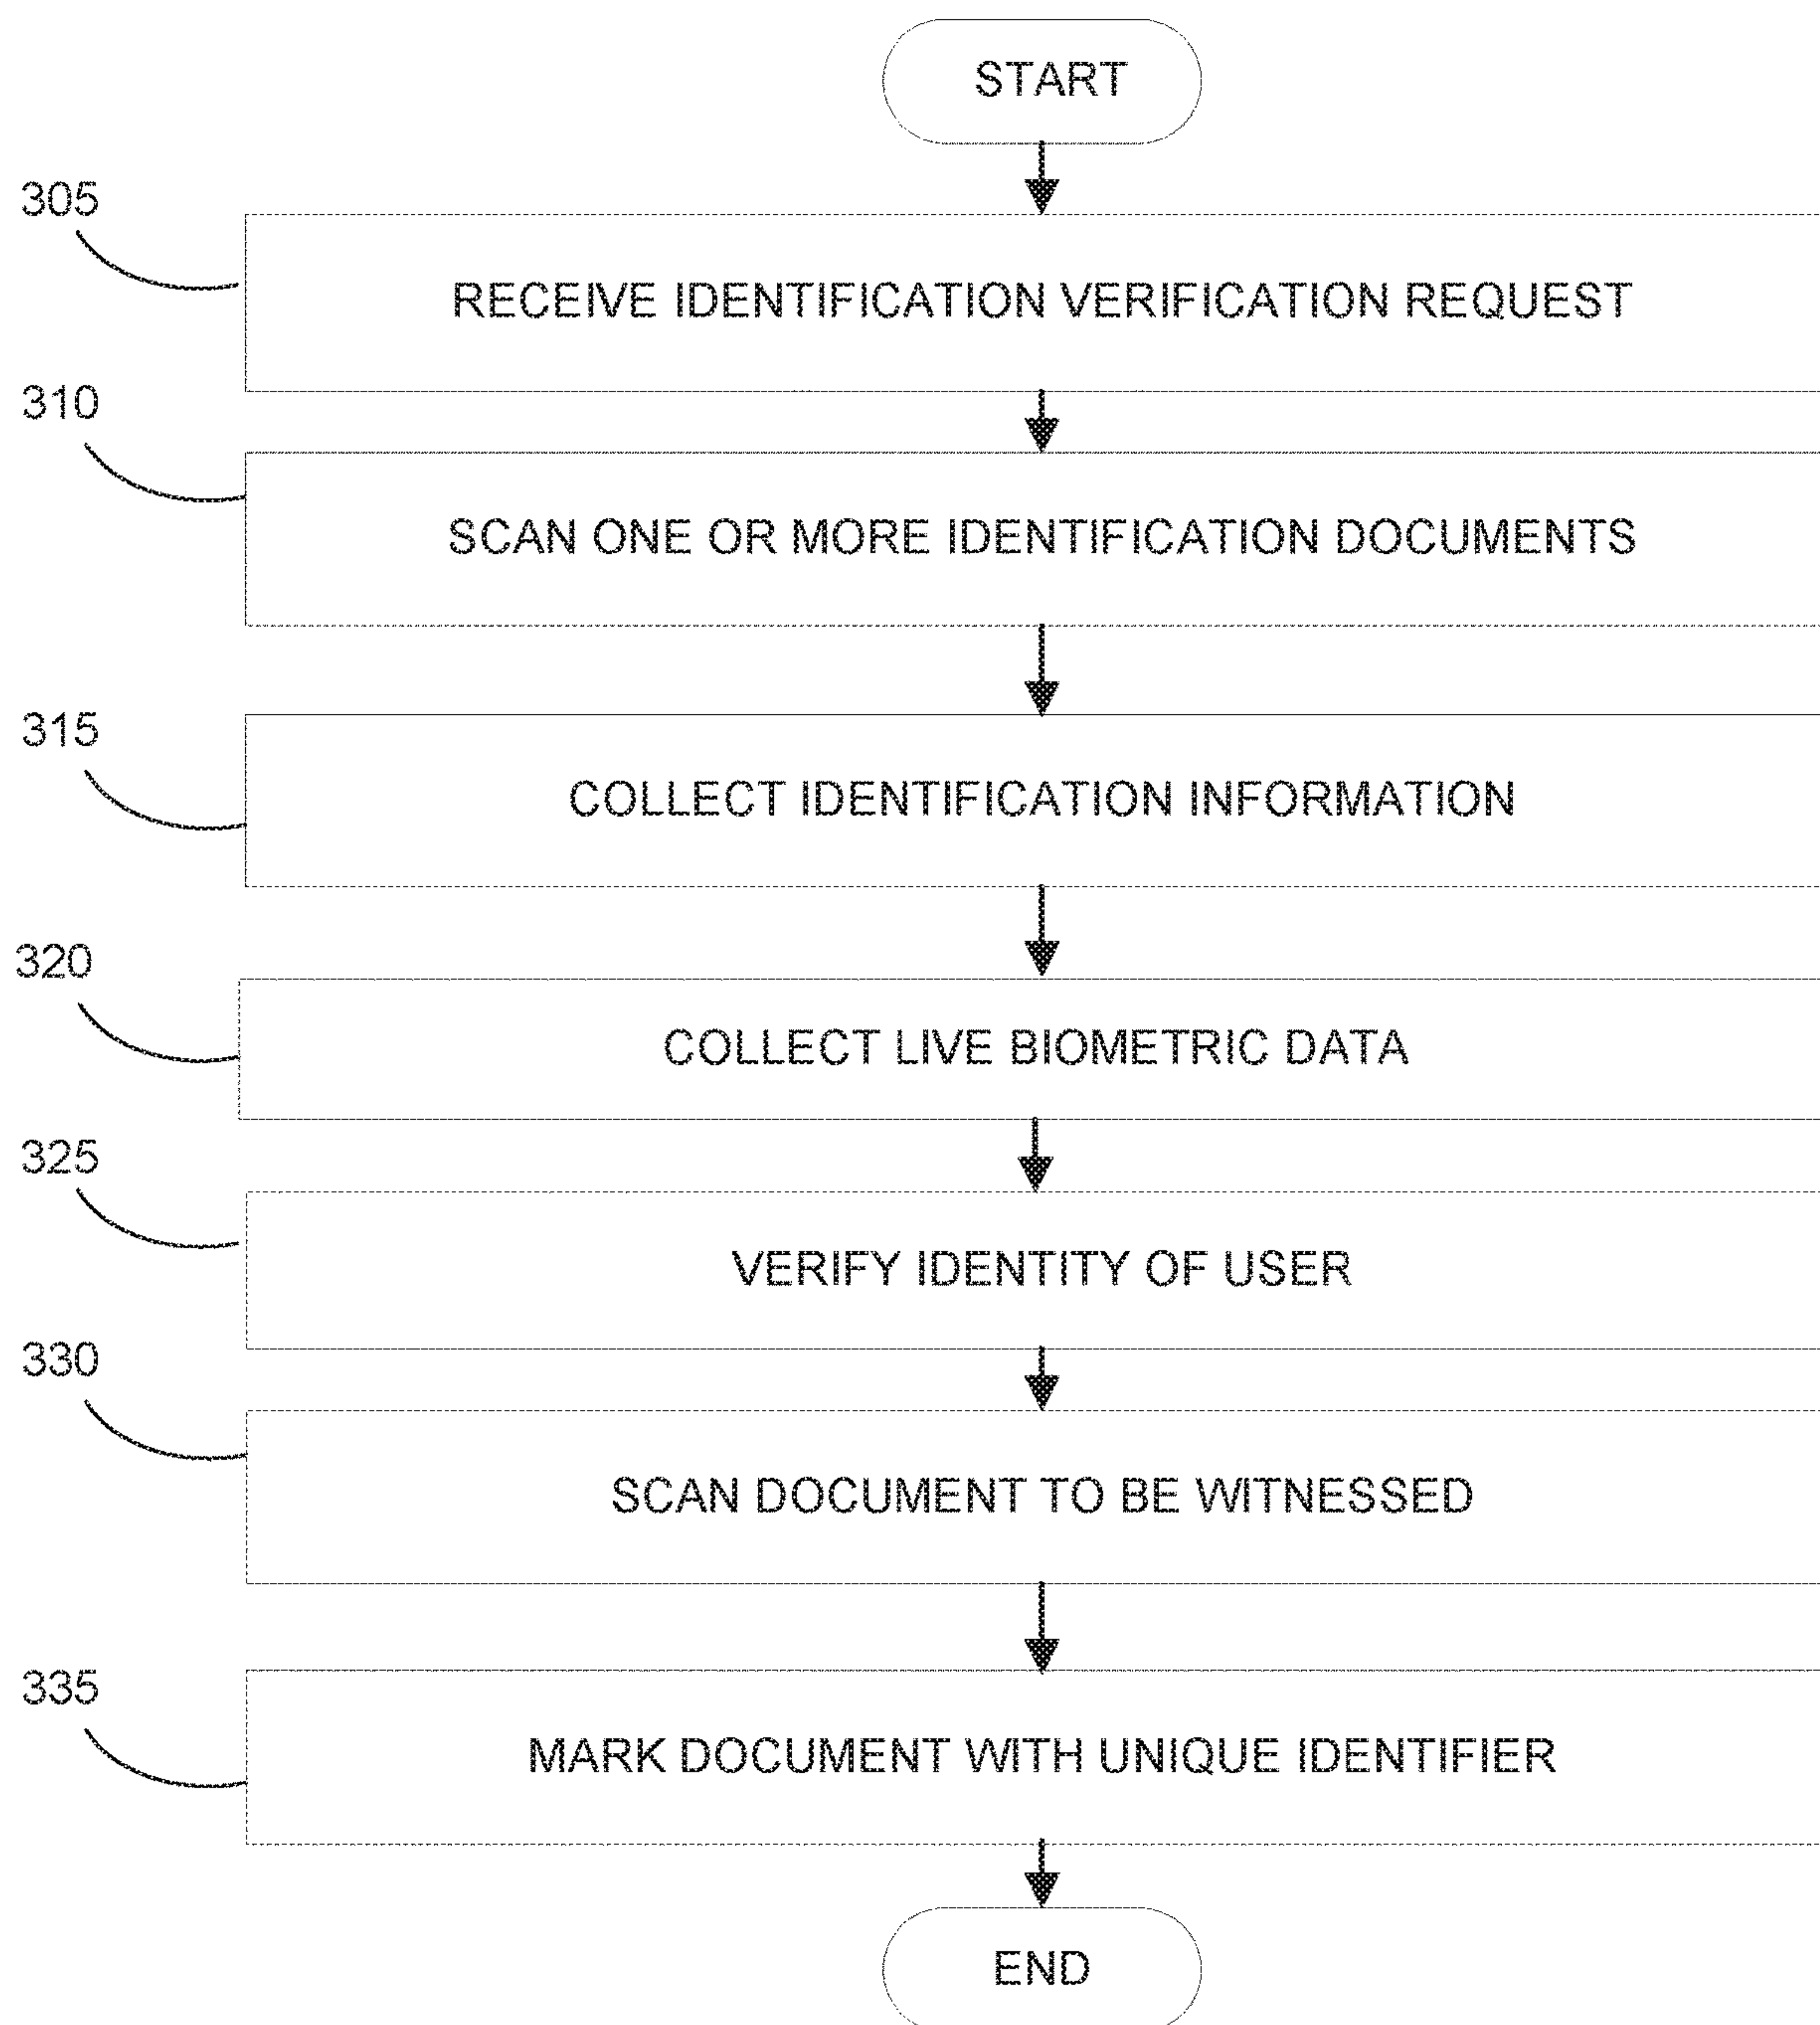 START
305
RECEIVE IDENTIFICATION VERIFICATION REQUEST
310
SCAN ONE OR MORE IDENTIFICATION DOCUMENTS
315
COLLECT IDENTIFICATION INFORMATION
320
COLLECT LIVE BIOMETRIC DATA
325
VERIFY IDENTITY OF USER
330
SCAN DOCUMENT TO BE WITNESSED
335
MARK DOCUMENT WITH UNIQUE IDENTIFIER
END